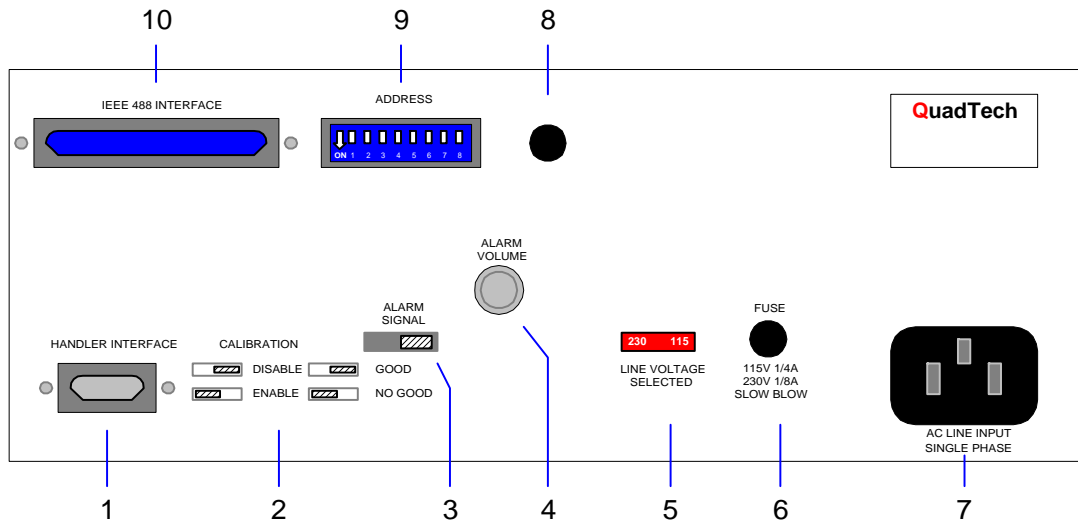 10 9 8
IEEE 488 INTERFACE
ADDRESS
QuadTech
ON 1 2 3 4 5 6 7 8
ALARM
VOLUME
ALARM
SIGNAL
HANDLER INTERFACE
CALIBRATION
DISABLE
GOOD
ENABLE
NO GOOD
230 115
LINE VOLTAGE
SELECTED
FUSE
115V 1/4A
230V 1/8A
SLOW BLOW
AC LINE INPUT
SINGLE PHASE
1 2 3 4 5 6 7